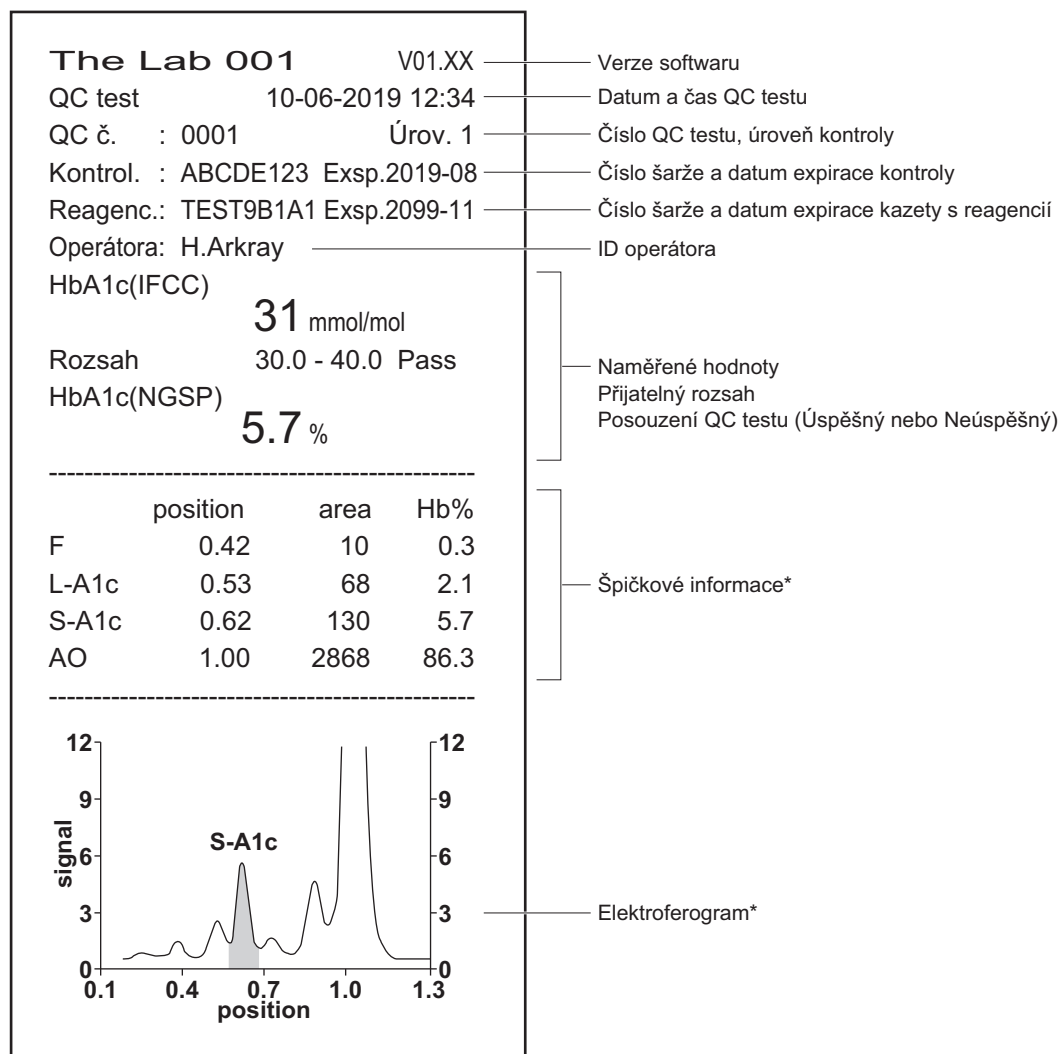 The Lab 001 V01.XX
QC test 10-06-2019 12:34
QC č. : 0001 Úrov. 1
Kontrol. : ABCDE123 Exsp.2019-08
Reagenc.: TEST9B1A1 Exsp.2099-11
Operátora: H.Arkray
HbA1c(IFCC)
31 mmol/mol
Rozsah 30.0 - 40.0 Pass
HbA1c(NGSP)
5.7 %
--------------------------------------------------
position area Hb%
F 0.42 10 0.3
L-A1c 0.53 68 2.1
S-A1c 0.62 130 5.7
AO 1.00 2868 86.3
--------------------------------------------------
12 12
9 9
S-A1c
6 6
signal
3 3
0 0
0.1 0.4 0.7 1.0 1.3
position
Verze softwaru
Datum a čas QC testu
Číslo QC testu, úroveň kontroly
Číslo šarže a datum expirace kontroly
Číslo šarže a datum expirace kazety s reagencií
ID operátora
Naměřené hodnoty
Přijatelný rozsah
Posouzení QC testu (Úspěšný nebo Neúspěšný)
Špičkové informace*
Elektroferogram*